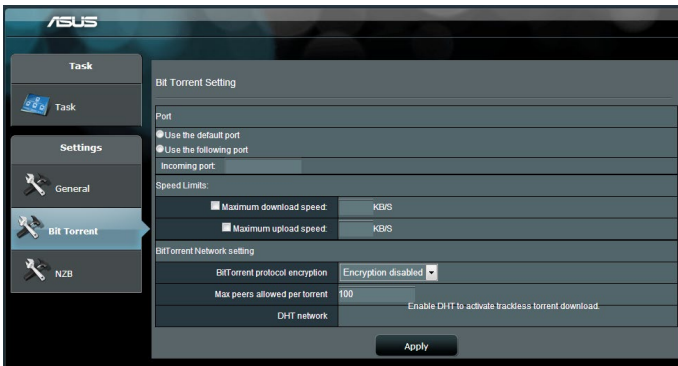 ASUS
Task
Task
Settings
General
Bit Torrent
NZB
Bit Torrent Setting
Port
Use the default port
Use the following port
Incoming port:
Speed Limits:
Maximum download speed: KB/S
Maximum upload speed: KB/S
BitTorrent Network setting
BitTorrent protocol encryption Encryption disabled
Max peers allowed per torrent 100
DHT network Enable DHT to activate trackless torrent download.
Apply